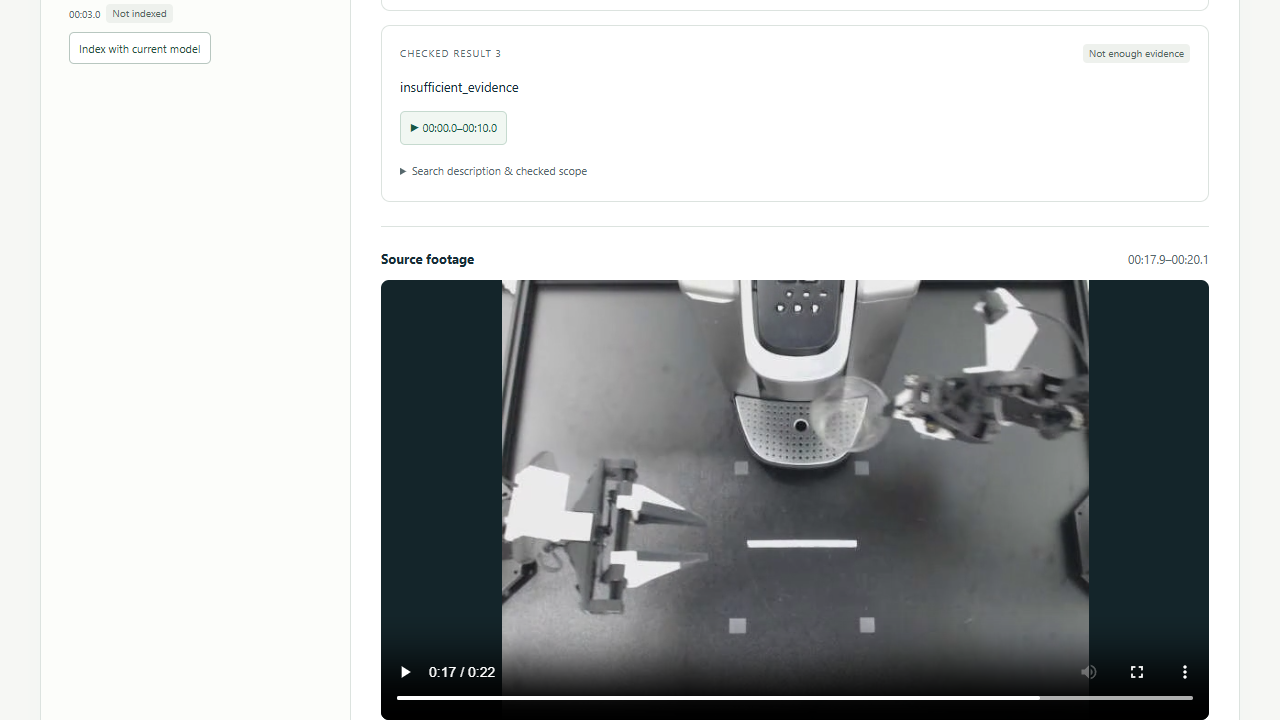 00:03.0 Not indexed
Index with current model
CHECKED RESULT 3 Not enough evidence
insufficient_evidence
▶ 00:00.0–00:10.0
▶ Search description & checked scope
Source footage 00:17.9–00:20.1
0:17 / 0:22